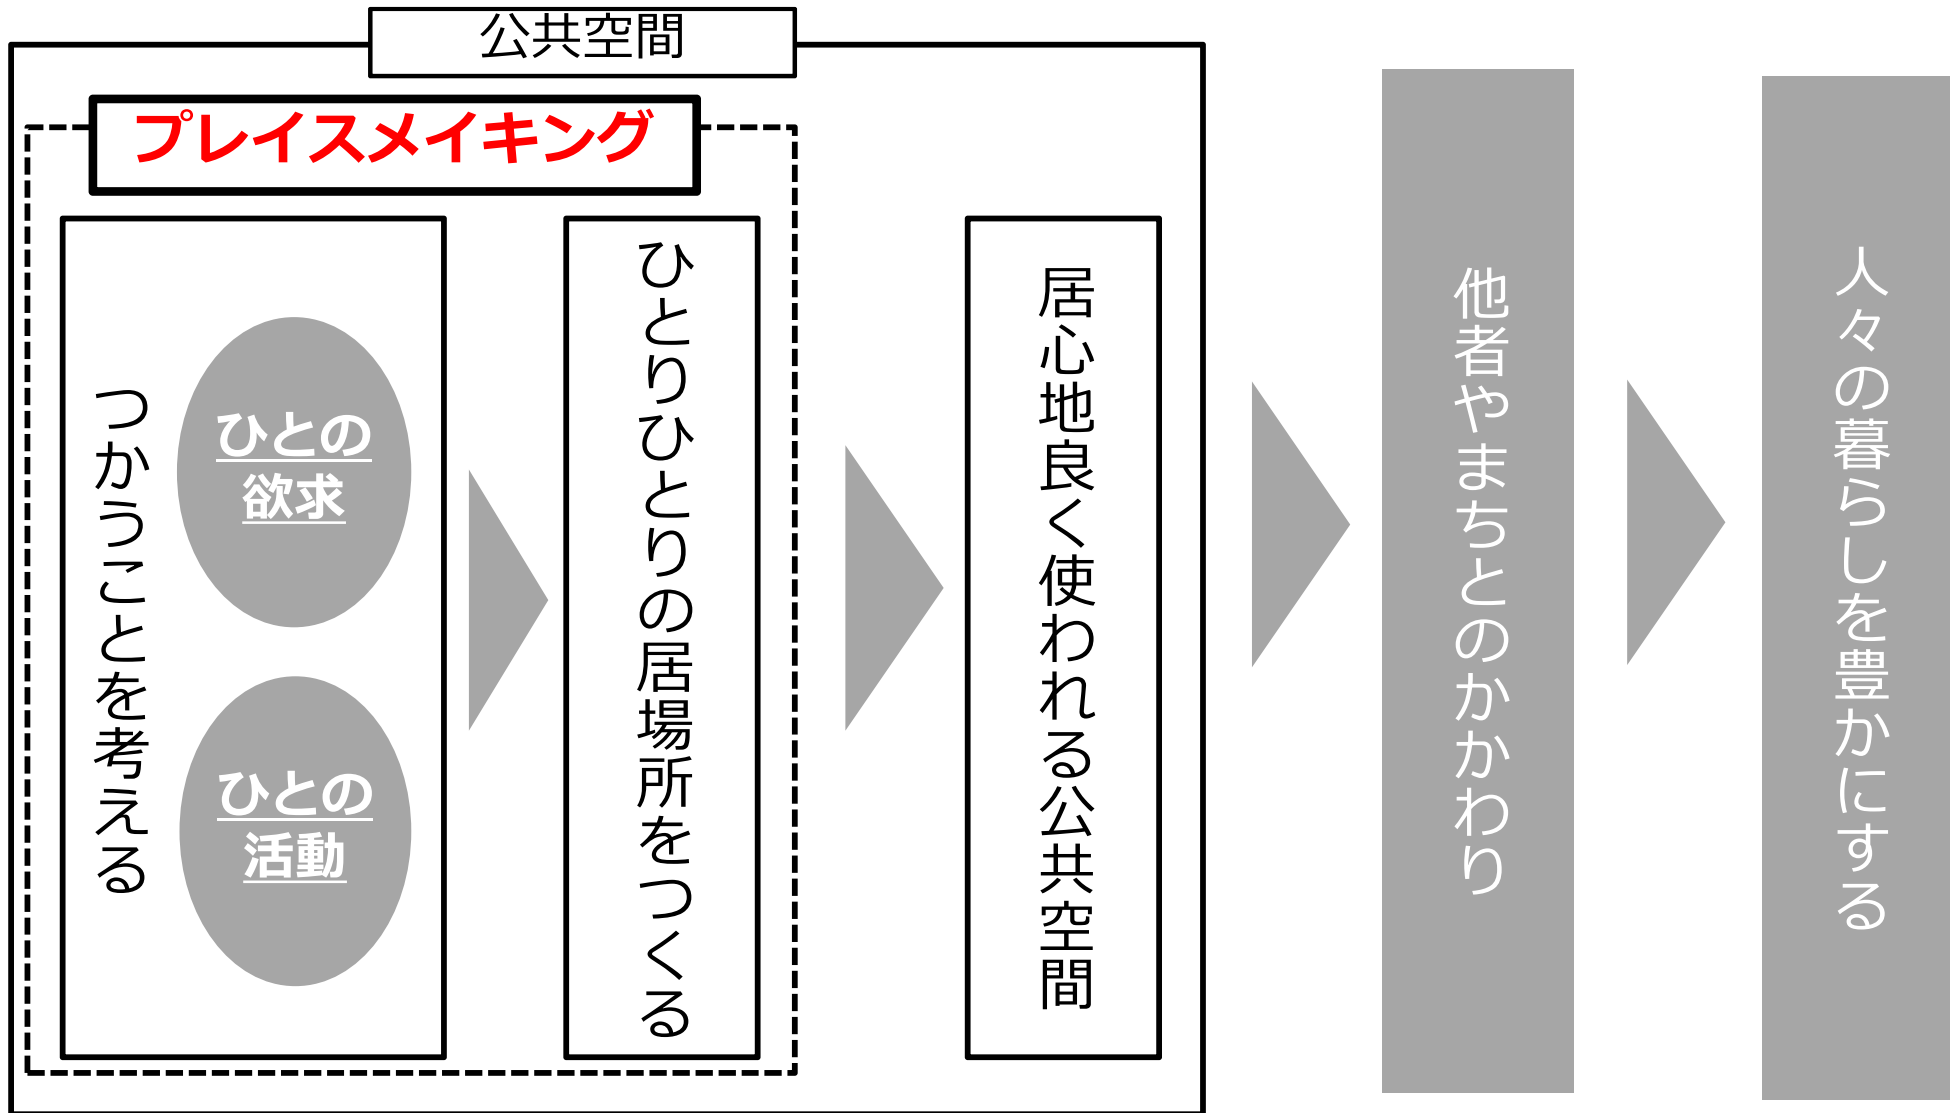 公共空間
プレイスメイキング
つかうことを考える
ひとの
欲求
ひとの
活動
ひとりひとりの居場所をつくる
居心地良く使われる公共空間
他者やまちとのかかわり
人々の暮らしを豊かにする